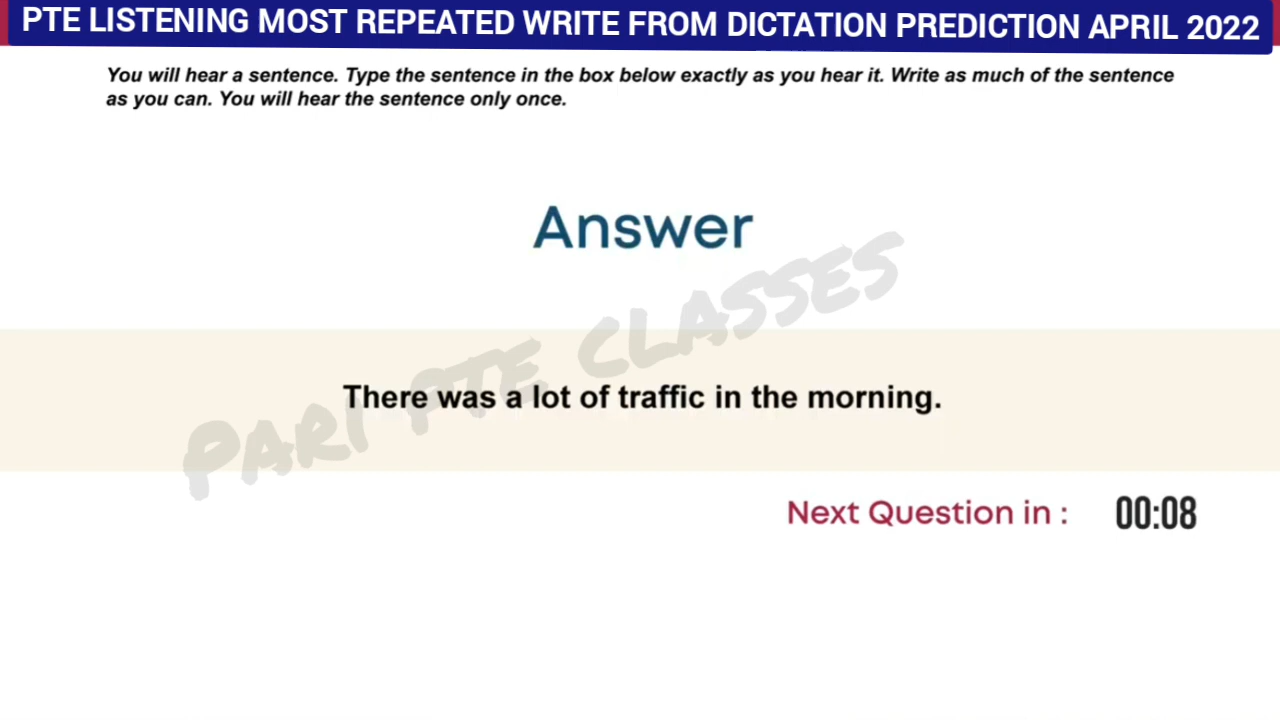 PTE LISTENING MOST REPEATED WRITE FROM DICTATION PREDICTION APRIL 2022
You will hear a sentence. Type the sentence in the box below exactly as you hear it. Write as much of the sentence
as you can. You will hear the sentence only once.
Answer
PARI PTE CLASSES
There was a lot of traffic in the morning.
Next Question in : 00:08